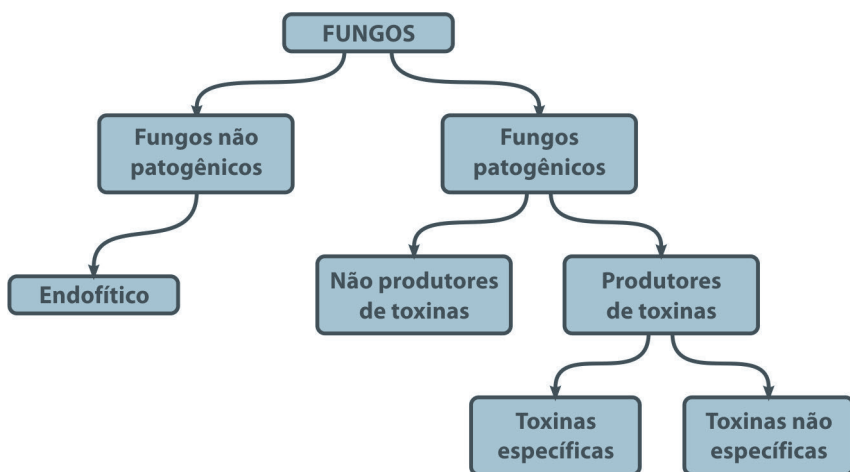 FUNGOS
Fungos não
patogênicos
Fungos
patogênicos
Endofítico
Não produtores
de toxinas
Produtores
de toxinas
Toxinas
específicas
Toxinas não
específicas